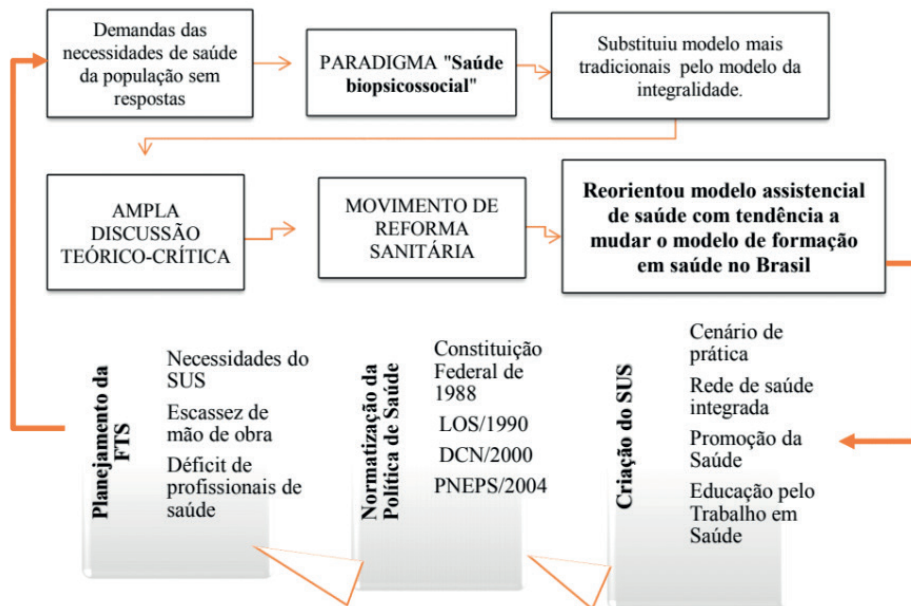 Demandas das
necessidades de saúde
da população sem
respostas
PARADIGMA "Saúde
biopsicossocial"
Substituiu modelo mais
tradicionais pelo modelo da
integralidade.
AMPLA
DISCUSSÃO
TEÓRICO-CRÍTICA
MOVIMENTO DE
REFORMA
SANITÁRIA
Reorientou modelo assistencial
de saúde com tendência a
mudar o modelo de formação
em saúde no Brasil
Planejamento da
FTS
Necessidades do
SUS
Escassez de
mão de obra
Déficit de
profissionais de
saúde
Normatização da
Política de Saúde
Constituição
Federal de
1988
LOS/1990
DCN/2000
PNEPS/2004
Criação do SUS
Cenário de
prática
Rede de saúde
integrada
Promoção da
Saúde
Educação pelo
Trabalho em
Saúde